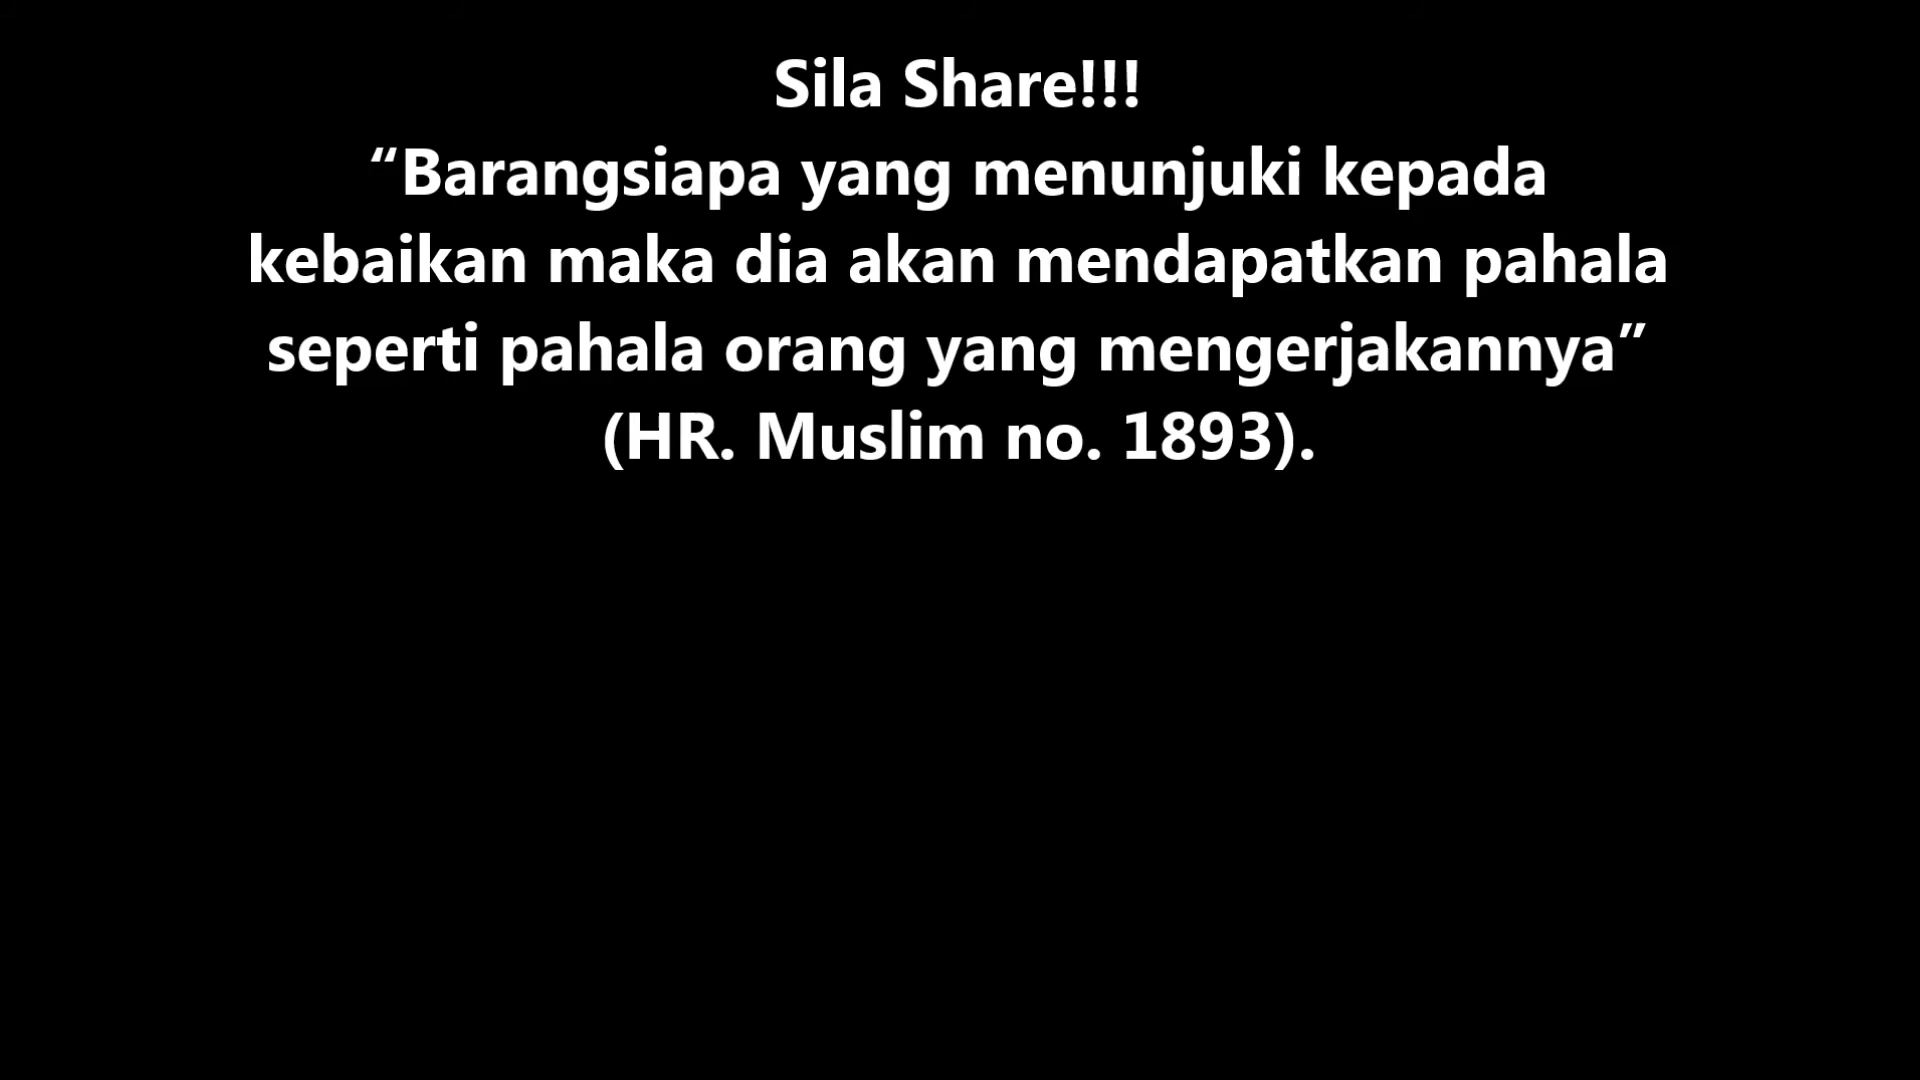 Sila Share!!!
“Barangsiapa yang menunjuki kepada
kebaikan maka dia akan mendapatkan pahala
seperti pahala orang yang mengerjakannya”
(HR. Muslim no. 1893).